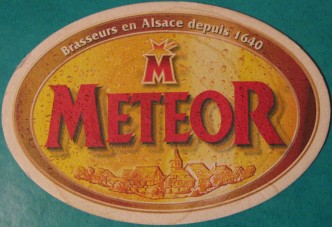 Brasseurs en Alsace depuis 1640
M
METEOR